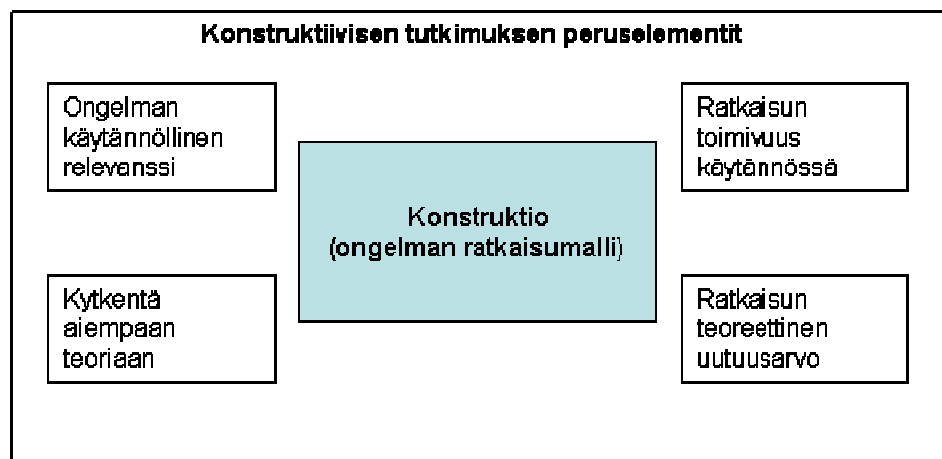 Konstruktiivisen tutkimuksen peruselementit
Ongelman
käytännöllinen
relevanssi
Ratkaisun
toimivuus
käytännössä
Konstruktio
(ongelman ratkaisumalli)
Kytkentä
aiempaan
teoriaan
Ratkaisun
teoreettinen
uutuusarvo